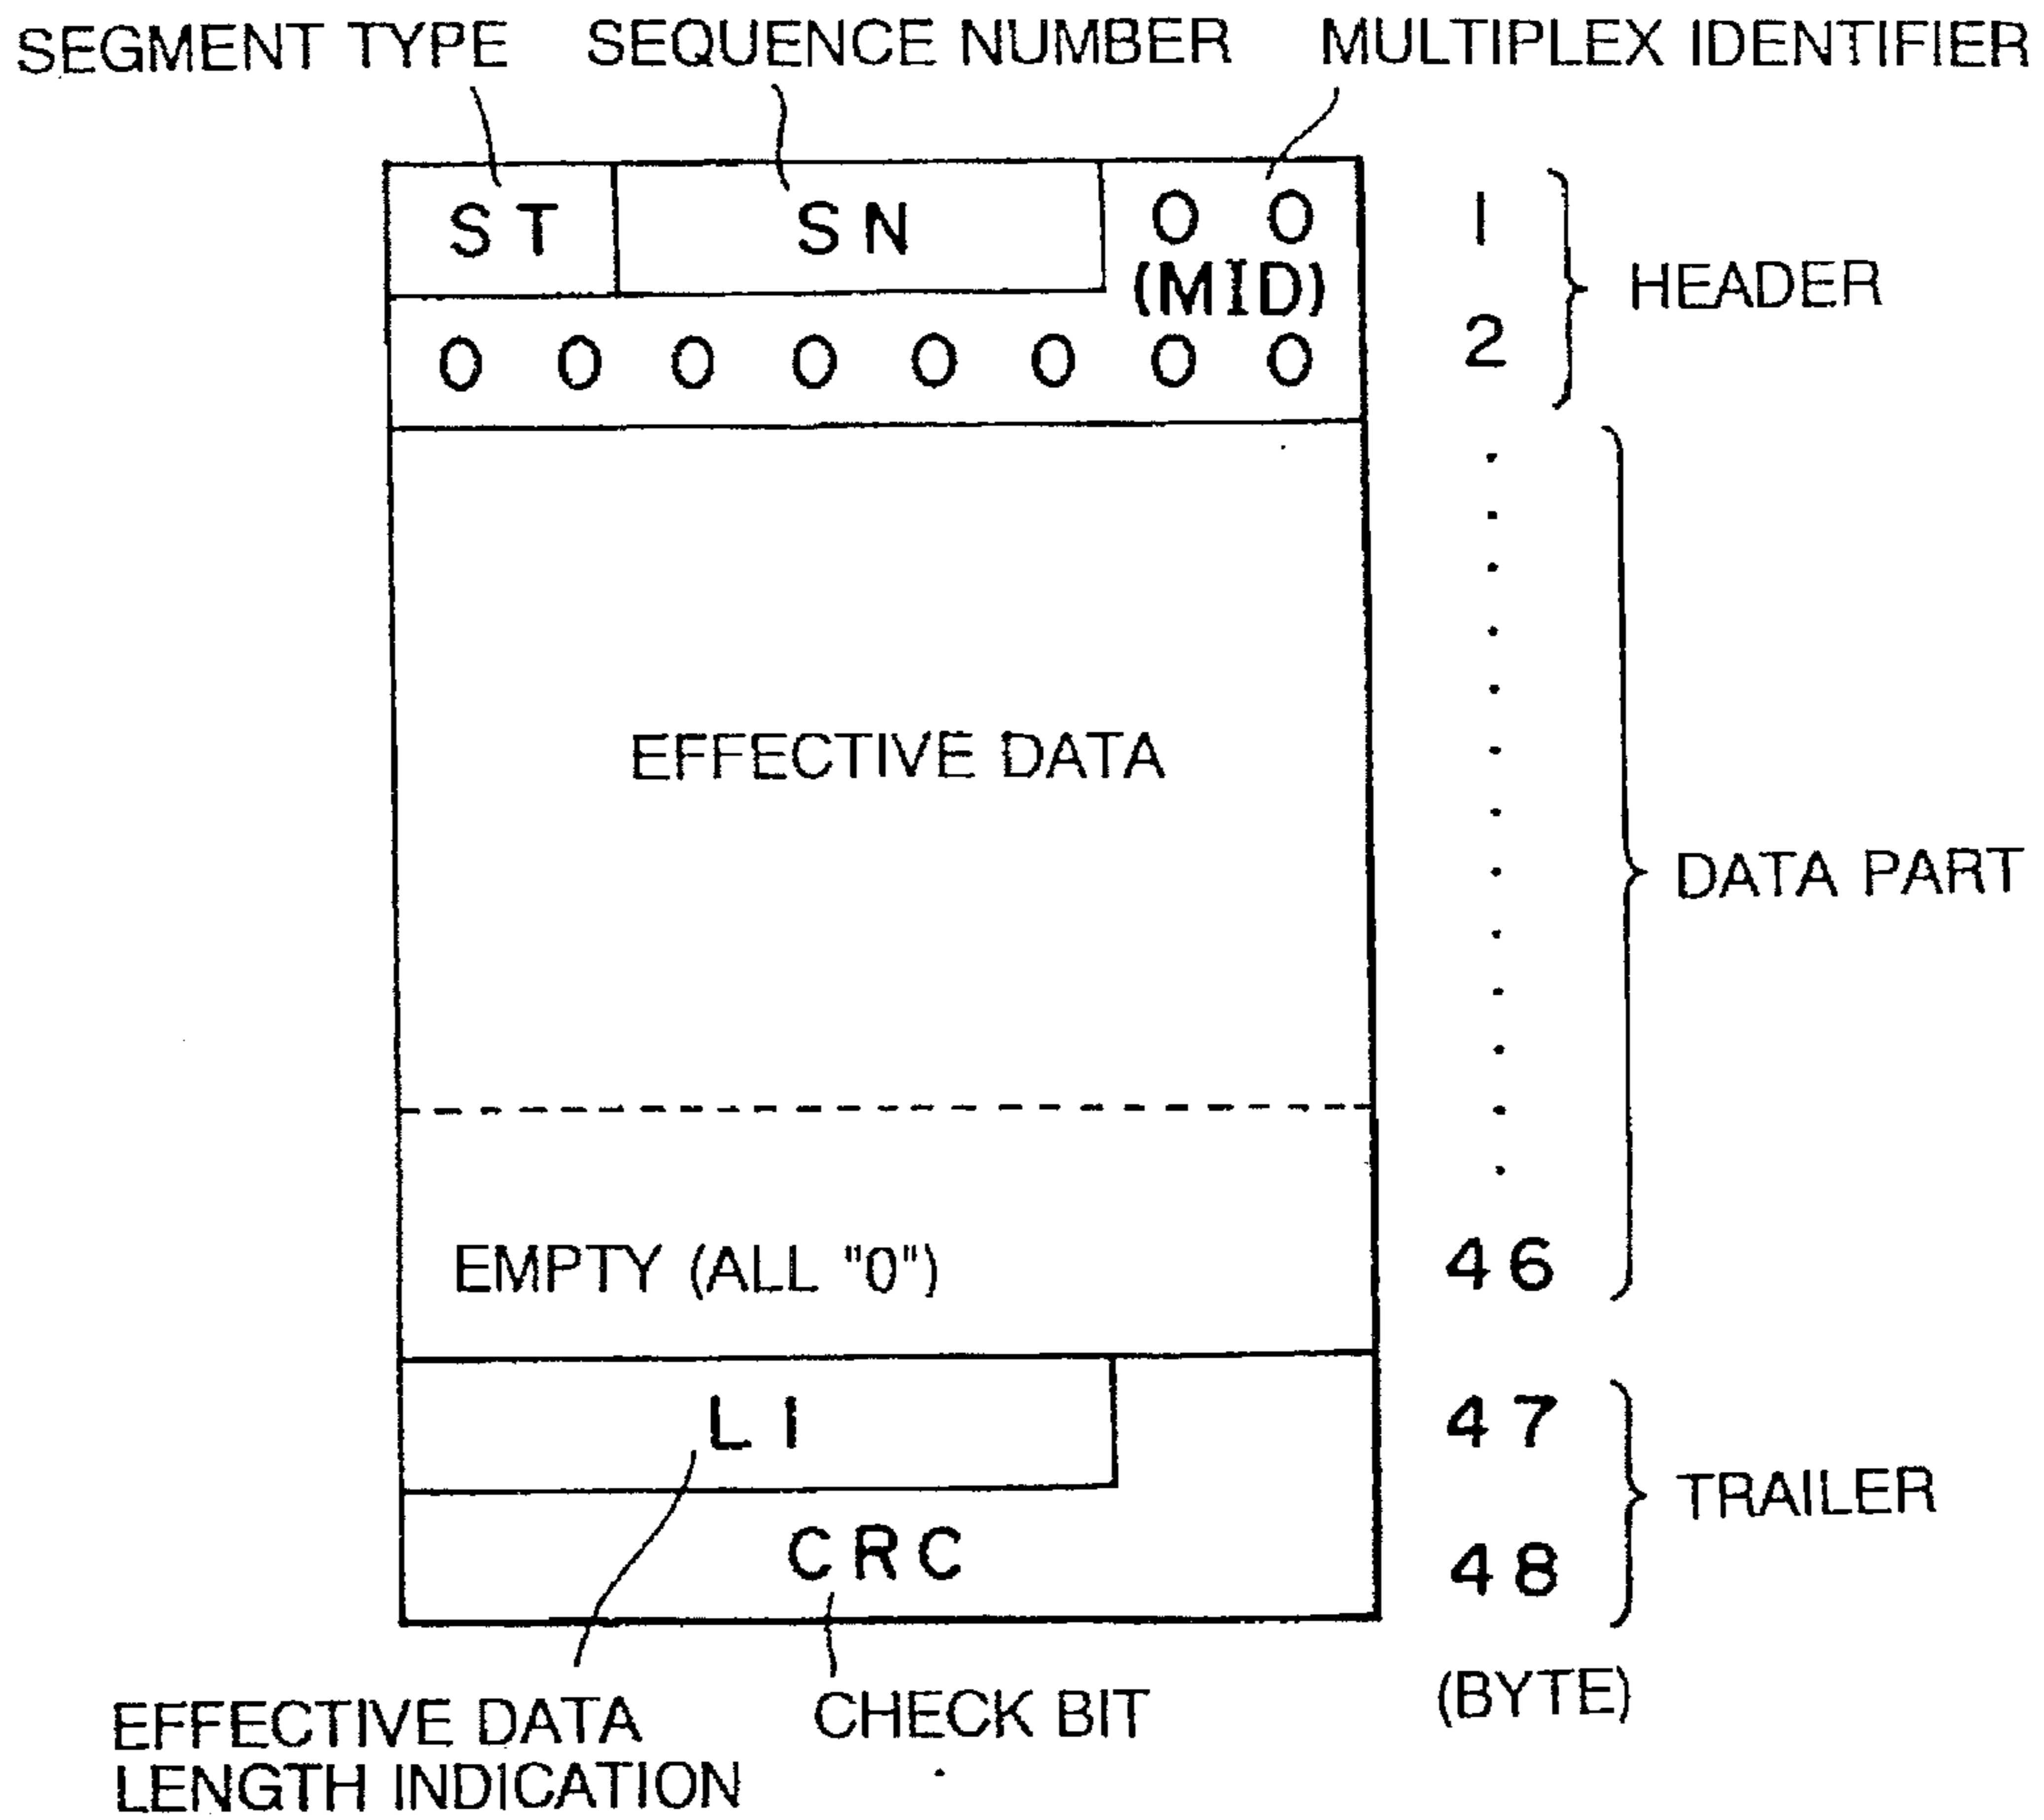 SEGMENT TYPE SEQUENCE NUMBER MULTIPLEX IDENTIFIER
ST SN 0 0 1
(MID) HEADER
0 0 0 0 0 0 0 0 2
EFFECTIVE DATA
DATA PART
EMPTY (ALL "0") 46
LI 47
TRAILER
CRC 48
(BYTE)
EFFECTIVE DATA CHECK BIT
LENGTH INDICATION